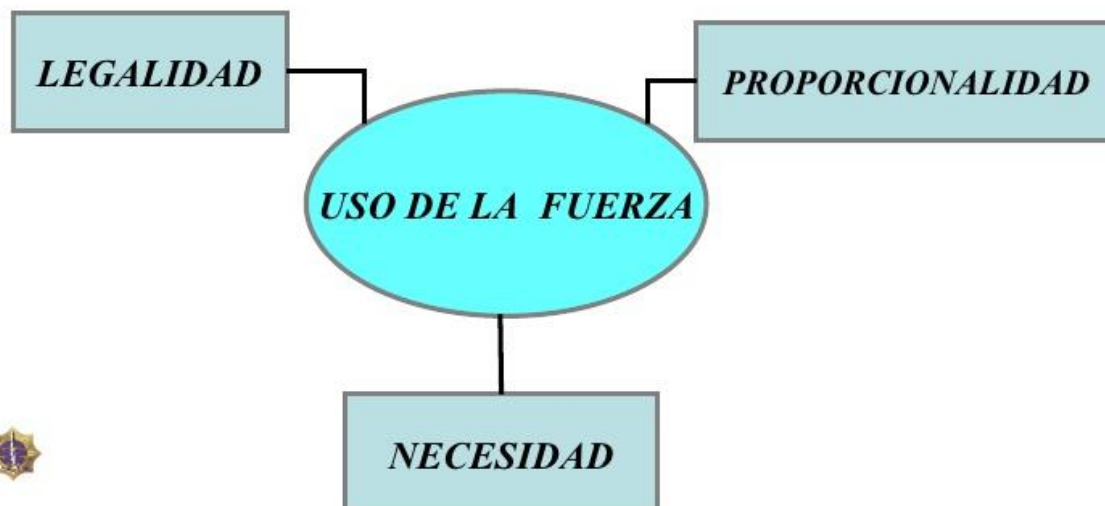 LEGALIDAD
PROPORCIONALIDAD
USO DE LA FUERZA
NECESIDAD